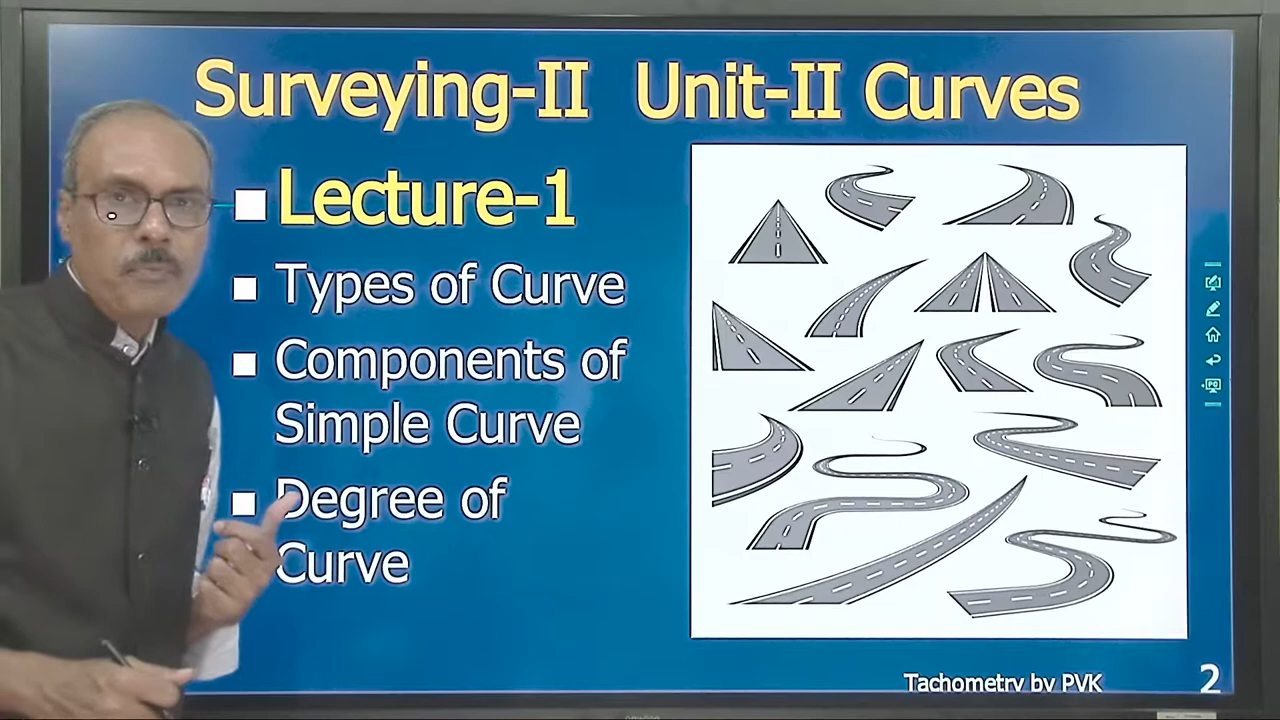 Surveying-II Unit-II Curves
Lecture-1
Types of Curve
Components of
Simple Curve
Degree of
Curve
Tachometry by PVK
2